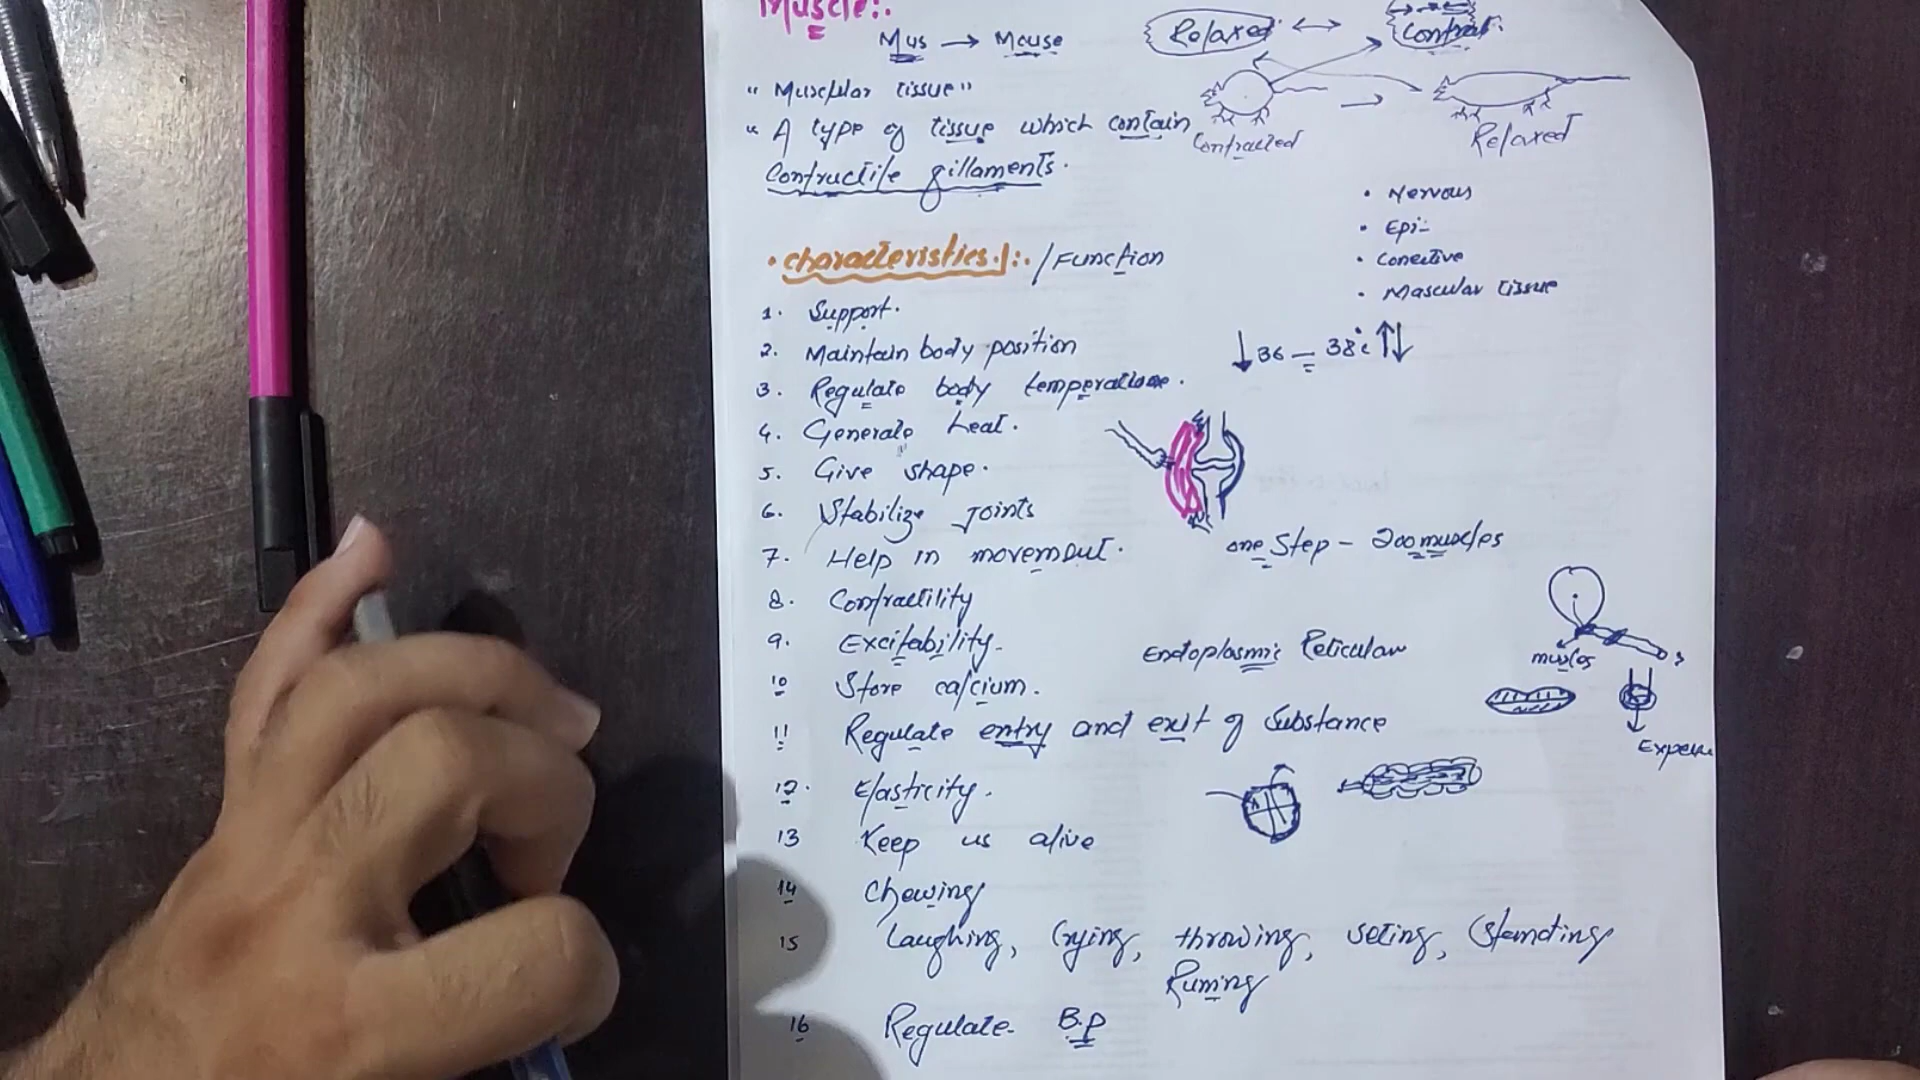 Muscle:.
Mus → Mouse
Relaxed ↔ Contract.
"Muscular tissue"
"A type of tissue which contain
Contructile fillaments.
Contracted → Relaxed
• Nervous
• Epi-
• Conective
• Mascular tissue
• Characteristics:. / Function
1. Support.
2. Maintain body position
↓36 – 38c ↑↓
3. Regulate body temperature.
4. Generate heat.
5. Give shape.
6. Stabilize Joints
7. Help in movement.
one Step – 200 muscles
8. Contractility
9. Excitability.
Endoplasmic Reticular
muscles
10 Store calcium.
11 Regulate entry and exit of Substance
12. Elasticity.
13 Keep us alive
14 Chewing
15 Laughing, Crying, throwing, seting, Standing
Runing
16 Regulate B.P